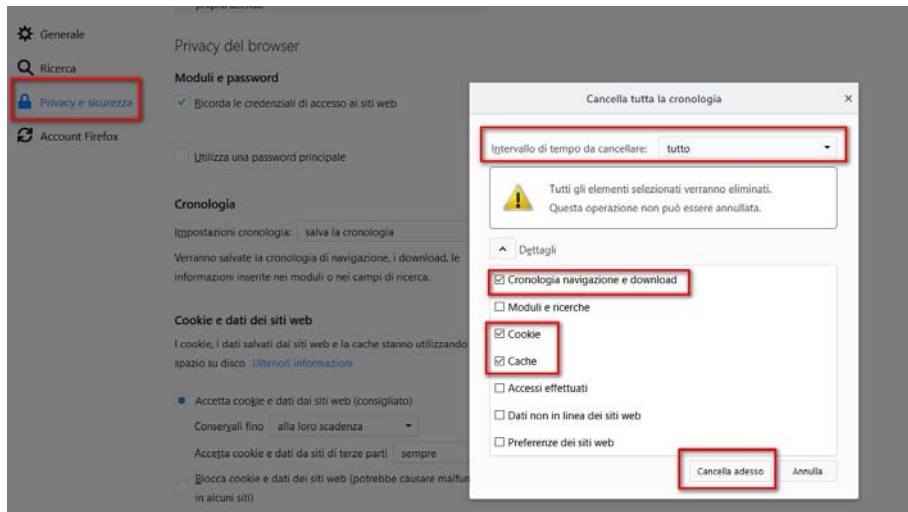 propria azienda.
Generale
Ricerca
Privacy e sicurezza
Account Firefox
Privacy del browser
Moduli e password
Ricorda le credenziali di accesso ai siti web
Utilizza una password principale
Cronologia
Impostazioni cronologia: salva la cronologia
Verranno salvate la cronologia di navigazione, i download, le
informazioni inserite nei moduli o nei campi di ricerca.
Cookie e dati dei siti web
I cookie, i dati salvati dai siti web e la cache stanno utilizzando
spazio su disco Ulteriori informazioni
Accetta cookie e dati dai siti web (consigliato)
Conservali fino alla loro scadenza
Accetta cookie e dati da siti di terze parti sempre
Blocca cookie e dati dei siti web (potrebbe causare malfun
in alcuni siti)
Cancella tutta la cronologia
Intervallo di tempo da cancellare: tutto
Tutti gli elementi selezionati verranno eliminati.
Questa operazione non può essere annullata.
Dettagli
Cronologia navigazione e download
Moduli e ricerche
Cookie
Cache
Accessi effettuati
Dati non in linea dei siti web
Preferenze dei siti web
Cancella adesso Annulla